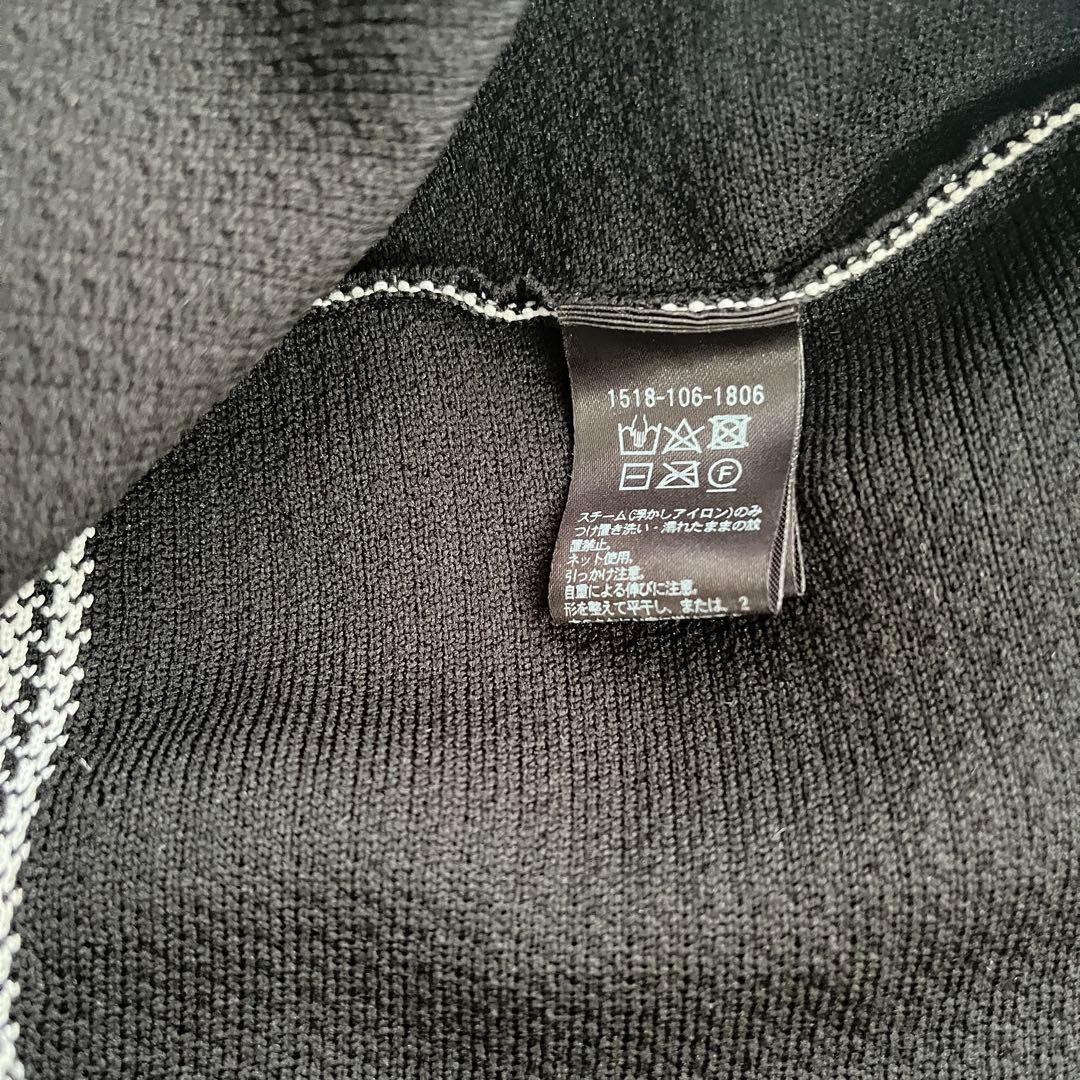 1518-106-1806
F
スチーム(浮かしアイロン)のみ
つけ置き洗い・濡れたままの放
置禁止。
ネット使用。
引っかけ注意。
自重による伸びに注意。
形を整えて平干し、または、2